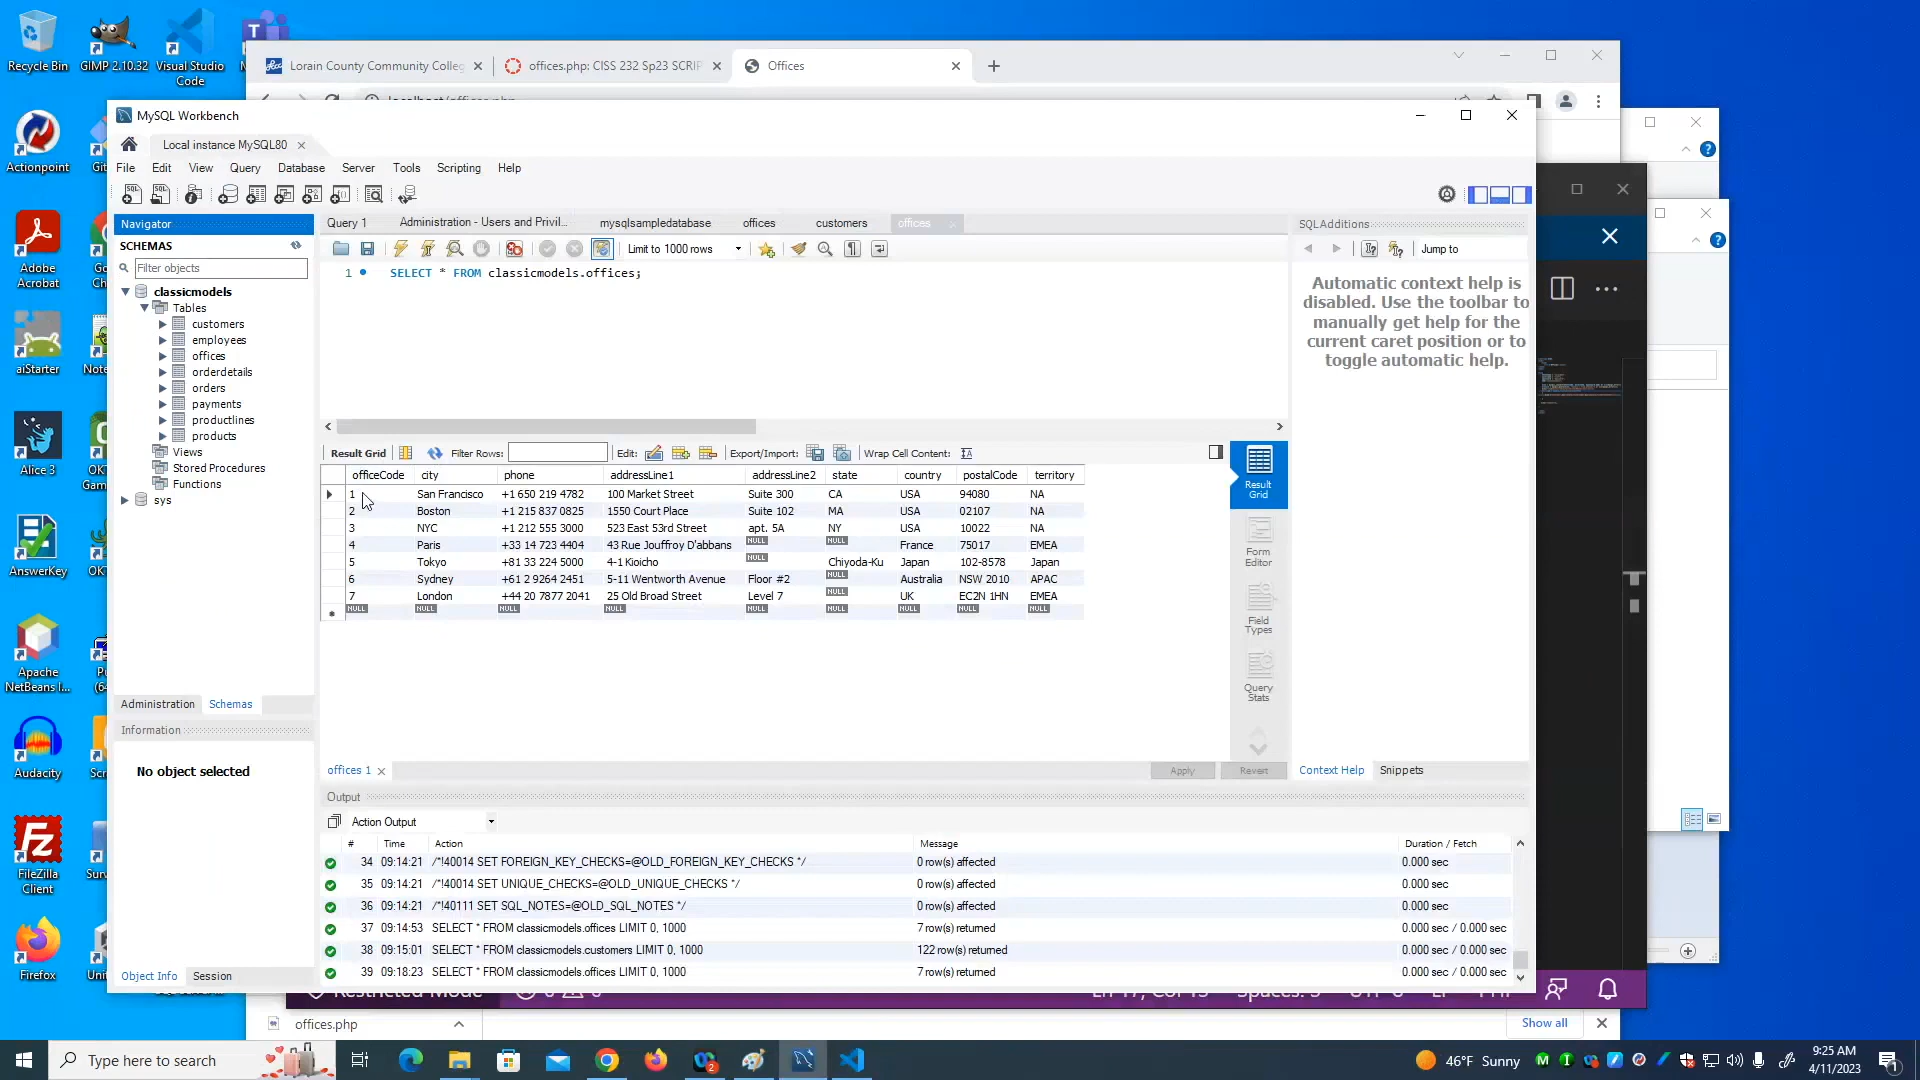 Recycle Bin
GIMP 2.10.32
Visual Studio
Code
Actionpoint
Adobe
Acrobat
aiStarter
Alice 3
AnswerKey
Apache
NetBeans I...
Audacity
FileZilla
Client
Firefox
Lorain County Community Colleg
offices.php: CISS 232 Sp23 SCRIP
Offices
MySQL Workbench
Local instance MySQL80
File Edit View Query Database Server Tools Scripting Help
Navigator
SCHEMAS
Filter objects
classicmodels
Tables
customers
employees
offices
orderdetails
orders
payments
productlines
products
Views
Stored Procedures
Functions
sys
Administration Schemas
Information
No object selected
Object Info Session
Query 1 Administration - Users and Privil... mysqlsampledatabase offices customers offices
Limit to 1000 rows
1 SELECT * FROM classicmodels.offices;
SQLAdditions
Jump to
Automatic context help is
disabled. Use the toolbar to
manually get help for the
current caret position or to
toggle automatic help.
Result Grid Filter Rows: Edit: Export/Import: Wrap Cell Content:
officeCode city phone addressLine1 addressLine2 state country postalCode territory
1 San Francisco +1 650 219 4782 100 Market Street Suite 300 CA USA 94080 NA
2 Boston +1 215 837 0825 1550 Court Place Suite 102 MA USA 02107 NA
3 NYC +1 212 555 3000 523 East 53rd Street apt. 5A NY USA 10022 NA
4 Paris +33 14 723 4404 43 Rue Jouffroy D'abbans NULL NULL France 75017 EMEA
5 Tokyo +81 33 224 5000 4-1 Kioicho NULL Chiyoda-Ku Japan 102-8578 Japan
6 Sydney +61 2 9264 2451 5-11 Wentworth Avenue Floor #2 NULL Australia NSW 2010 APAC
7 London +44 20 7877 2041 25 Old Broad Street Level 7 NULL UK EC2N 1HN EMEA
NULL NULL NULL NULL NULL NULL NULL NULL NULL
Result
Grid
Form
Editor
Field
Types
Query
Stats
offices 1
Apply Revert
Context Help Snippets
Output
Action Output
# Time Action Message Duration / Fetch
34 09:14:21 /*!40014 SET FOREIGN_KEY_CHECKS=@OLD_FOREIGN_KEY_CHECKS */ 0 row(s) affected 0.000 sec
35 09:14:21 /*!40014 SET UNIQUE_CHECKS=@OLD_UNIQUE_CHECKS */ 0 row(s) affected 0.000 sec
36 09:14:21 /*!40111 SET SQL_NOTES=@OLD_SQL_NOTES */ 0 row(s) affected 0.000 sec
37 09:14:53 SELECT * FROM classicmodels.offices LIMIT 0, 1000 7 row(s) returned 0.000 sec / 0.000 sec
38 09:15:01 SELECT * FROM classicmodels.customers LIMIT 0, 1000 122 row(s) returned 0.000 sec / 0.000 sec
39 09:18:23 SELECT * FROM classicmodels.offices LIMIT 0, 1000 7 row(s) returned 0.000 sec / 0.000 sec
offices.php
Show all
Type here to search
46°F Sunny
9:25 AM
4/11/2023